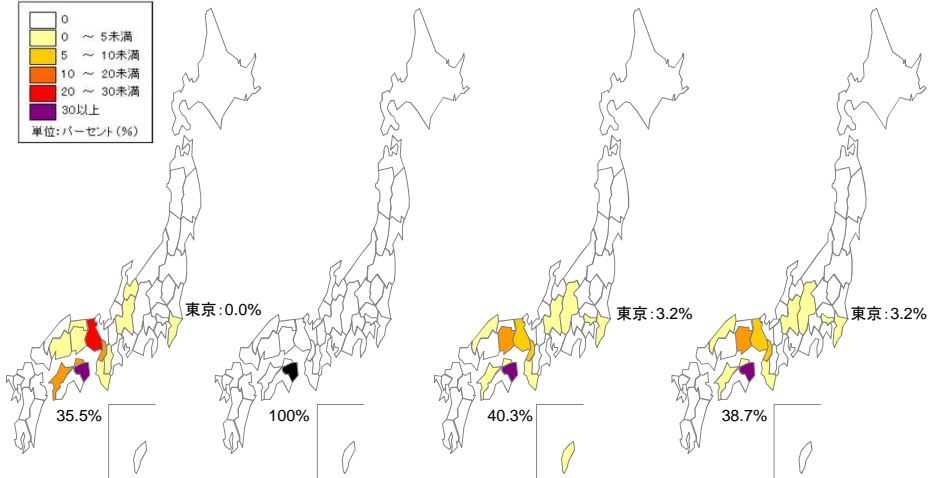 0
0 ～ 5未満
5 ～ 10未満
10 ～ 20未満
20 ～ 30未満
30以上
単位:パーセント(%)
東京:0.0%
東京:3.2%
東京:3.2%
35.5%
100%
40.3%
38.7%